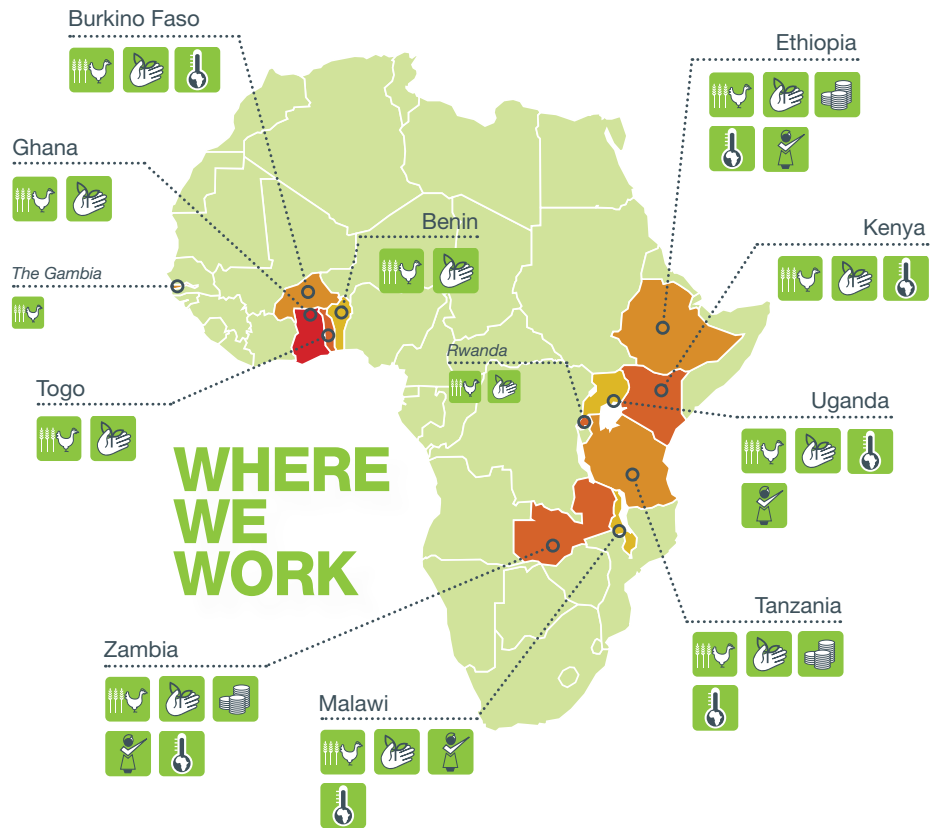 Burkino Faso
Ethiopia
Ghana
Benin
Kenya
The Gambia
Rwanda
Togo
Uganda
WHERE
WE
WORK
Tanzania
Zambia
Malawi